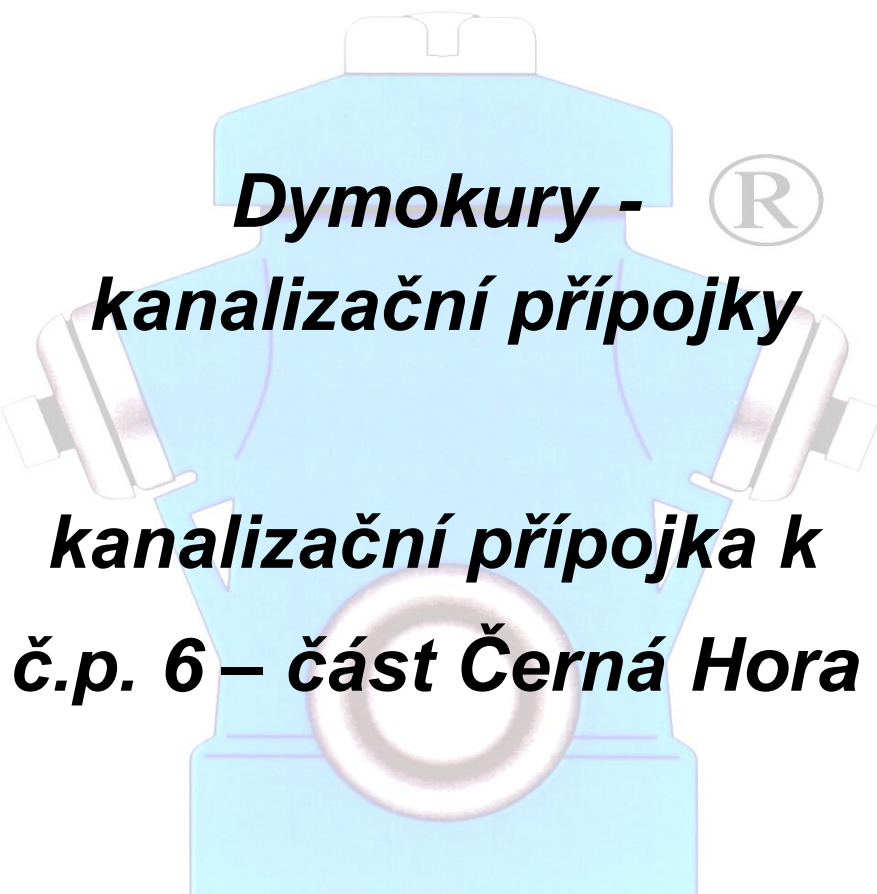 Dymokury -
®
kanalizační přípojky
kanalizační přípojka k
č.p. 6 – část Černá Hora